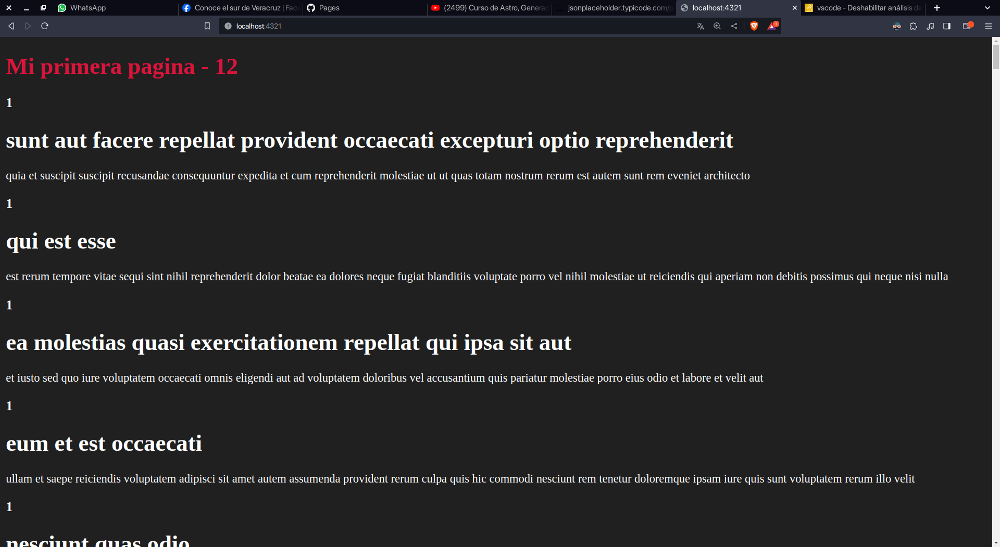 WhatsApp
Conoce el sur de Veracruz | Face
Pages
(2499) Curso de Astro, Generad
jsonplaceholder.typicode.com/p
localhost:4321
vscode - Deshabilitar análisis de
localhost:4321
1
Mi primera pagina - 12
1
sunt aut facere repellat provident occaecati excepturi optio reprehenderit
quia et suscipit suscipit recusandae consequuntur expedita et cum reprehenderit molestiae ut ut quas totam nostrum rerum est autem sunt rem eveniet architecto
1
qui est esse
est rerum tempore vitae sequi sint nihil reprehenderit dolor beatae ea dolores neque fugiat blanditiis voluptate porro vel nihil molestiae ut reiciendis qui aperiam non debitis possimus qui neque nisi nulla
1
ea molestias quasi exercitationem repellat qui ipsa sit aut
et iusto sed quo iure voluptatem occaecati omnis eligendi aut ad voluptatem doloribus vel accusantium quis pariatur molestiae porro eius odio et labore et velit aut
1
eum et est occaecati
ullam et saepe reiciendis voluptatem adipisci sit amet autem assumenda provident rerum culpa quis hic commodi nesciunt rem tenetur doloremque ipsam iure quis sunt voluptatem rerum illo velit
1
nesciunt quas odio